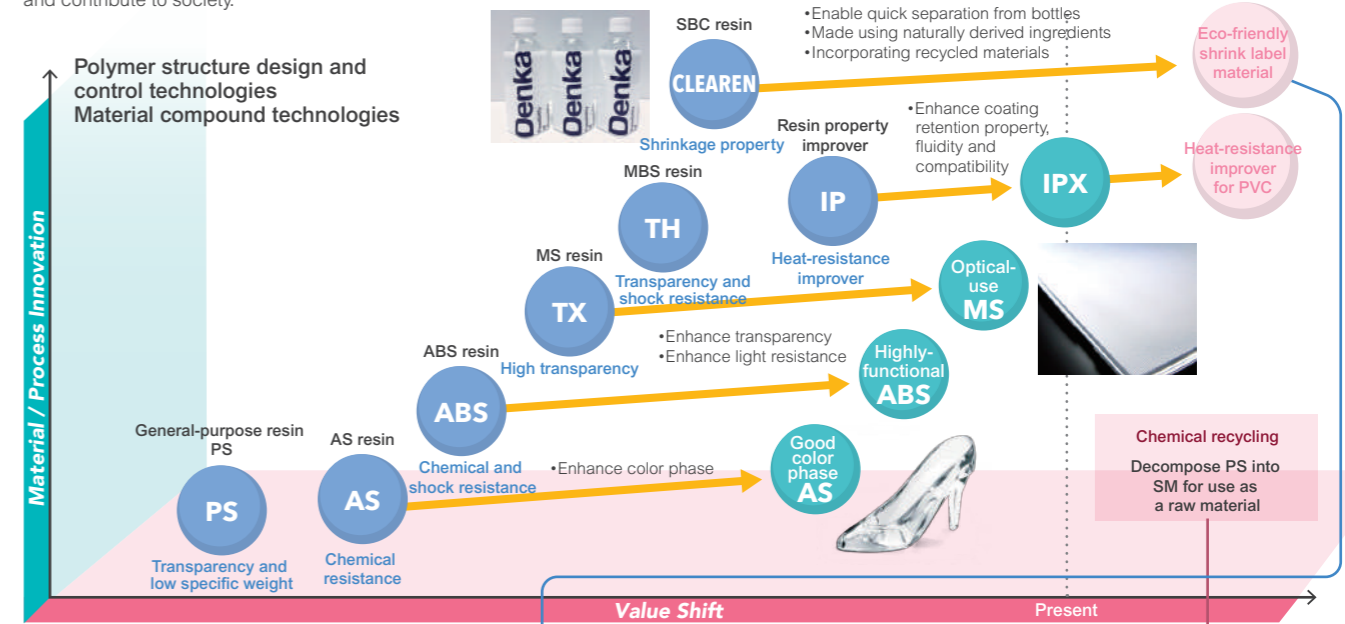 and contribute to society.
Polymer structure design and
control technologies
Material compound technologies
Denka
Denka
Denka
SBC resin
CLEAREN
Shrinkage property
•Enable quick separation from bottles
•Made using naturally derived ingredients
•Incorporating recycled materials
Eco-friendly
shrink label
material
Resin property
improver
IP
Heat-resistance
improver
•Enhance coating
retention property,
fluidity and
compatibility
IPX
Heat-resistance
improver
for PVC
MBS resin
TH
Transparency and
shock resistance
MS resin
TX
High transparency
Optical-
use
MS
•Enhance transparency
•Enhance light resistance
ABS resin
ABS
Chemical and
shock resistance
Highly-
functional
ABS
General-purpose resin
PS
PS
Transparency and
low specific weight
AS resin
AS
Chemical
resistance
•Enhance color phase
Good
color
phase
AS
Chemical recycling
Decompose PS into
SM for use as
a raw material
Material / Process Innovation
Value Shift
Present